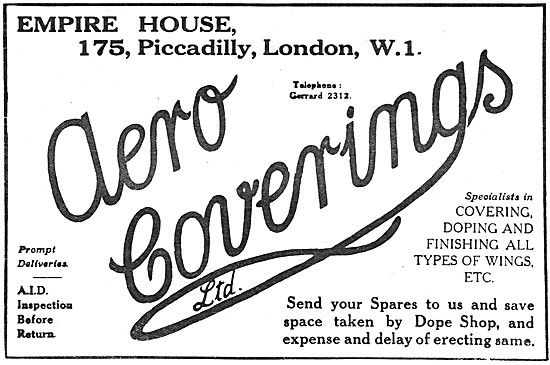 EMPIRE HOUSE,
175, Piccadilly, London, W.1.
Telephone:
Gerrard 2312.
Aero
Coverings
Ltd.
Prompt
Deliveries.
A.I.D.
Inspection
Before
Return.
Specialists in
COVERING,
DOPING AND
FINISHING ALL
TYPES OF WINGS,
ETC.
Send your Spares to us and save
space taken by Dope Shop, and
expense and delay of erecting same.